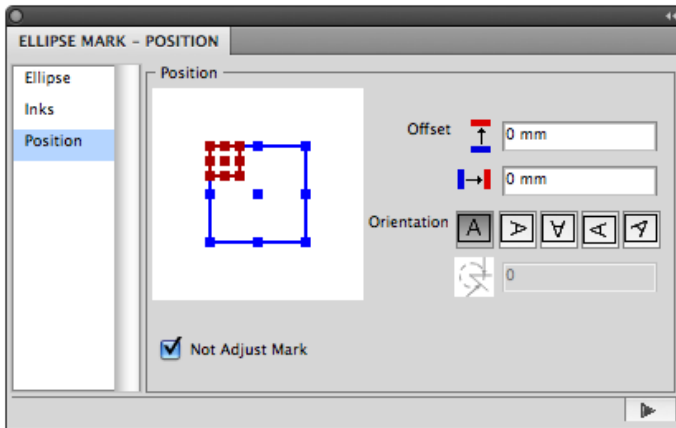 ELLIPSE MARK – POSITION
Ellipse
Inks
Position
Position
Offset
0 mm
0 mm
Orientation A A A A A
0
Not Adjust Mark